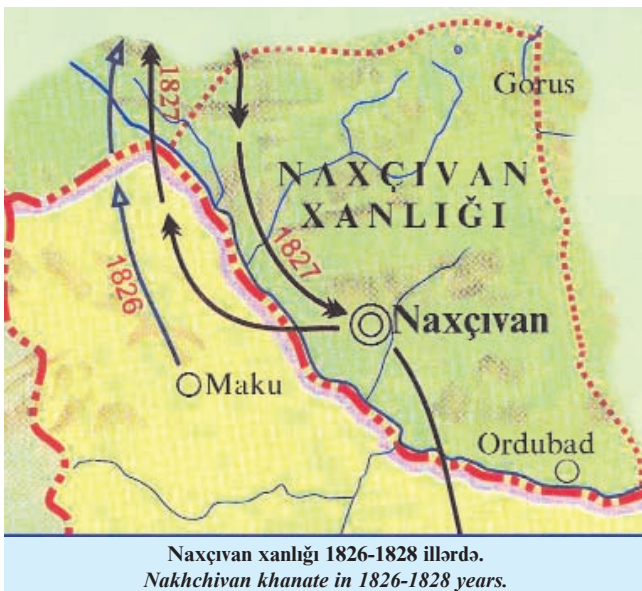 1827
Gorus
NAXÇIVAN
XANLIĞI
1826
1827
Naxçıvan
Maku
Ordubad
Naxçıvan xanlığı 1826-1828 illərdə.
Nakhchivan khanate in 1826-1828 years.